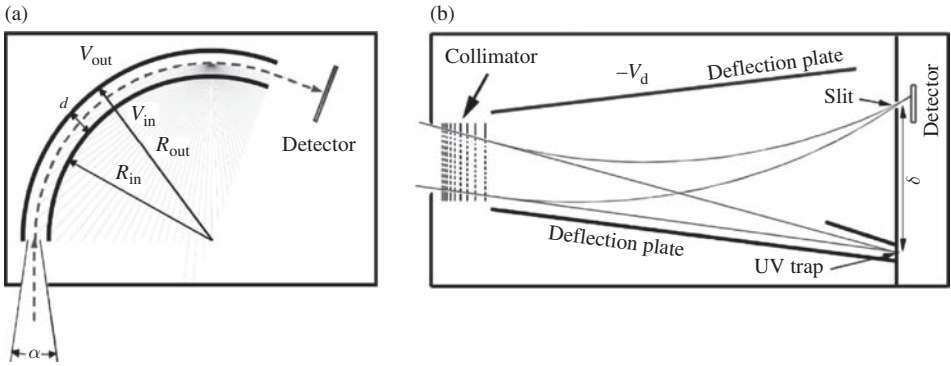 (a)
V_out
d
V_in
R_out
R_in
Detector
α
(b)
Collimator
−V_d
Deflection plate
Slit
Detector
δ
Deflection plate
UV trap